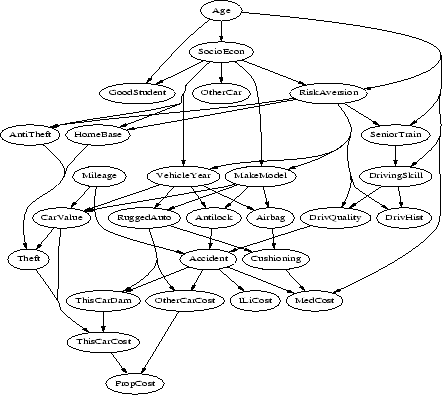 Age
SocioEcon
GoodStudent OtherCar RiskAversion
AntiTheft HomeBase SeniorTrain
Mileage VehicleYear MakeModel DrivingSkill
CarValue RuggedAuto Antilock Airbag DrivQuality DrivHist
Theft Accident Cushioning
ThisCarDam OtherCarCost ILiCost MedCost
ThisCarCost
PropCost